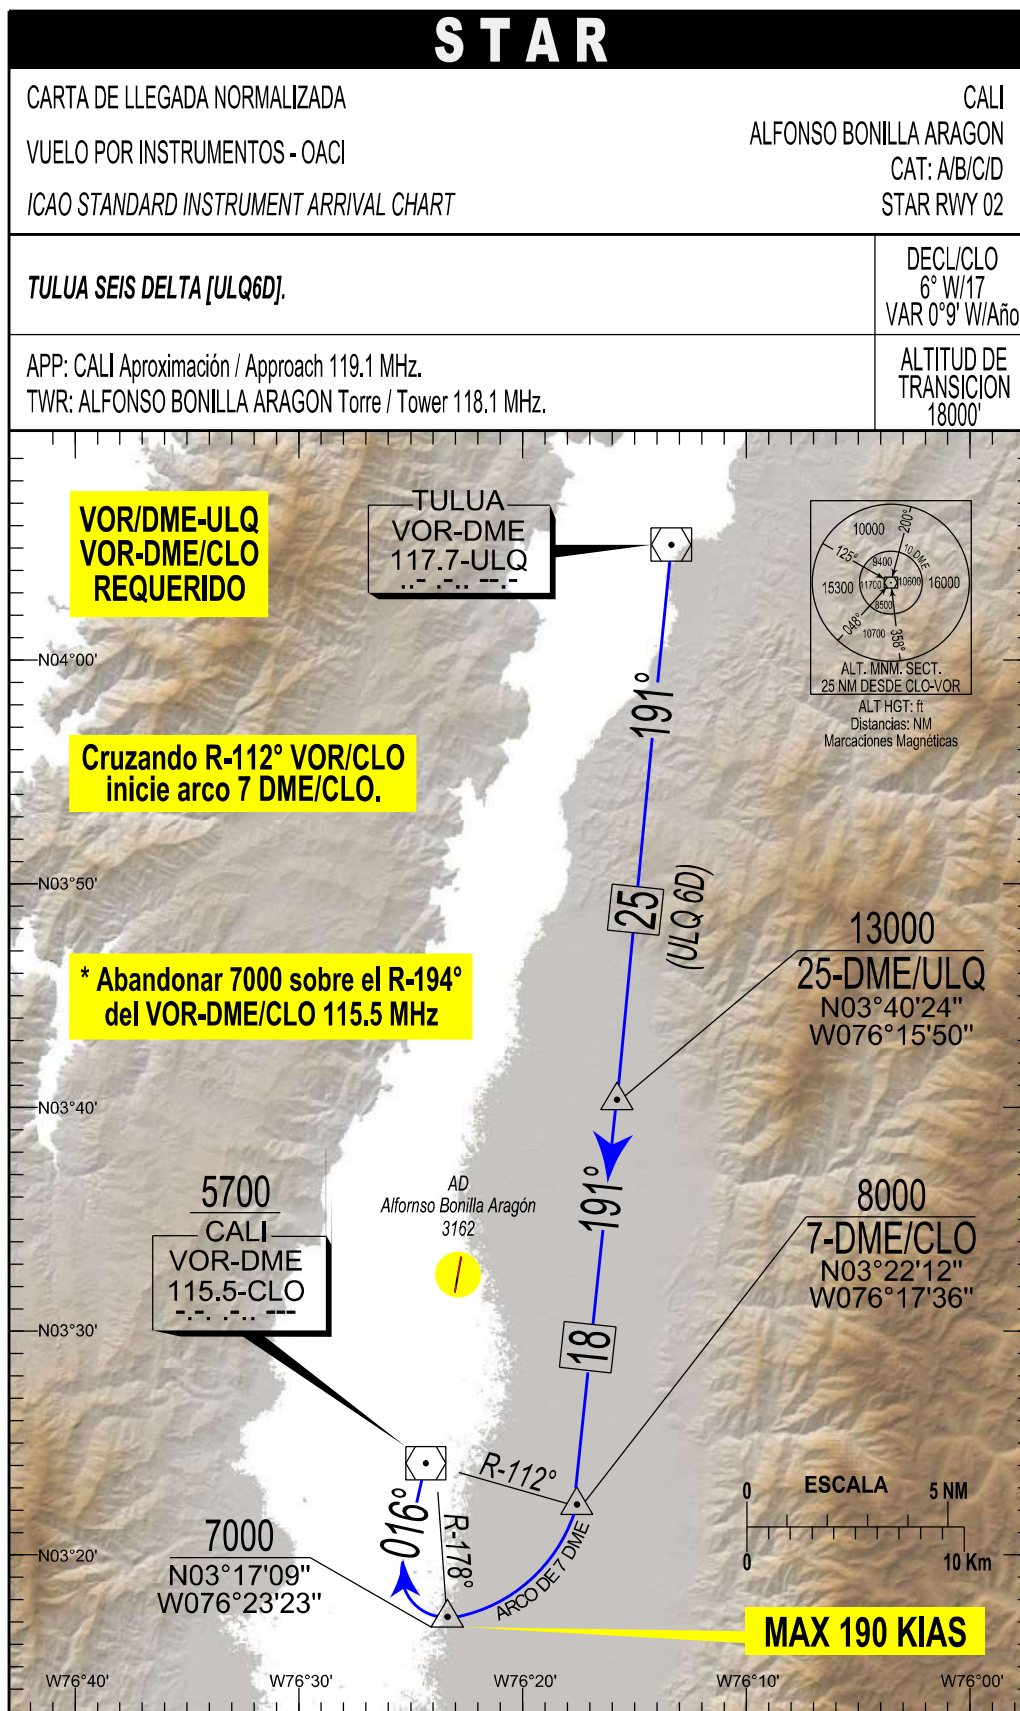 STAR
CARTA DE LLEGADA NORMALIZADA
VUELO POR INSTRUMENTOS - OACI
ICAO STANDARD INSTRUMENT ARRIVAL CHART
CALI
ALFONSO BONILLA ARAGON
CAT: A/B/C/D
STAR RWY 02
TULUA SEIS DELTA [ULQ6D].
DECL/CLO
6° W/17
VAR 0°9' W/Año
APP: CALI Aproximación / Approach 119.1 MHz.
TWR: ALFONSO BONILLA ARAGON Torre / Tower 118.1 MHz.
ALTITUD DE
TRANSICION
18000'
VOR/DME-ULQ
VOR-DME/CLO
REQUERIDO
TULUA
VOR-DME
117.7-ULQ
..- .-.. --.-
200°
10000
125°
10 DME
9400
15300
11700
10600
16000
8500
048°
10700
358°
ALT. MNM. SECT.
25 NM DESDE CLO-VOR
ALT HGT: ft
Distancias: NM
Marcaciones Magnéticas
N04°00'
191°
Cruzando R-112° VOR/CLO
inicie arco 7 DME/CLO.
N03°50'
25
(ULQ 6D)
13000
25-DME/ULQ
N03°40'24"
W076°15'50"
* Abandonar 7000 sobre el R-194°
del VOR-DME/CLO 115.5 MHz
N03°40'
191°
AD
Alfornso Bonilla Aragón
3162
5700
CALI
VOR-DME
115.5-CLO
-.-. .-.. ---
8000
7-DME/CLO
N03°22'12"
W076°17'36"
N03°30'
18
R-112°
R-178°
016°
ARCO DE 7 DME
7000
N03°17'09"
W076°23'23"
N03°20'
ESCALA
0
5 NM
0
10 Km
MAX 190 KIAS
W76°40'
W76°30'
W76°20'
W76°10'
W76°00'